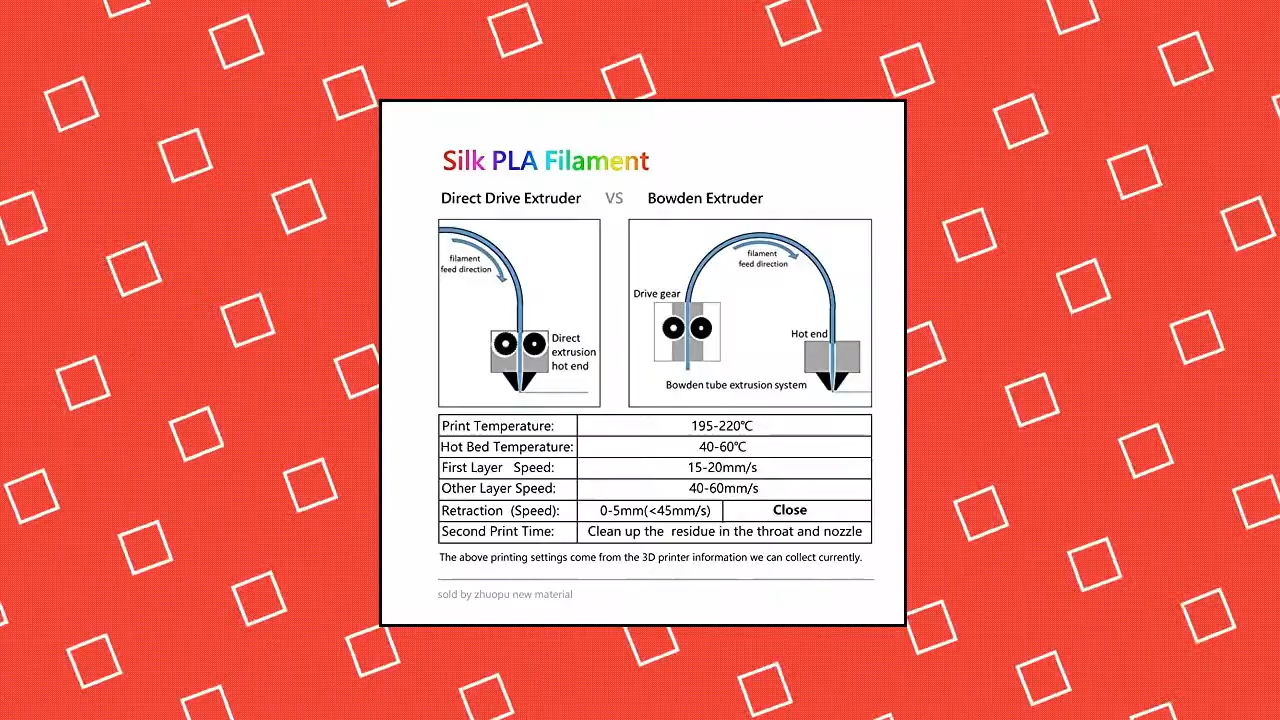 Silk PLA Filament
Direct Drive Extruder VS Bowden Extruder
filament
feed direction
Direct
extrusion
hot end
filament
feed direction
Drive gear
Hot end
Bowden tube extrusion system
Print Temperature: 195-220℃
Hot Bed Temperature: 40-60℃
First Layer Speed: 15-20mm/s
Other Layer Speed: 40-60mm/s
Retraction (Speed): 0-5mm(<45mm/s) Close
Second Print Time: Clean up the residue in the throat and nozzle
The above printing settings come from the 3D printer information we can collect currently.
sold by zhuopu new material